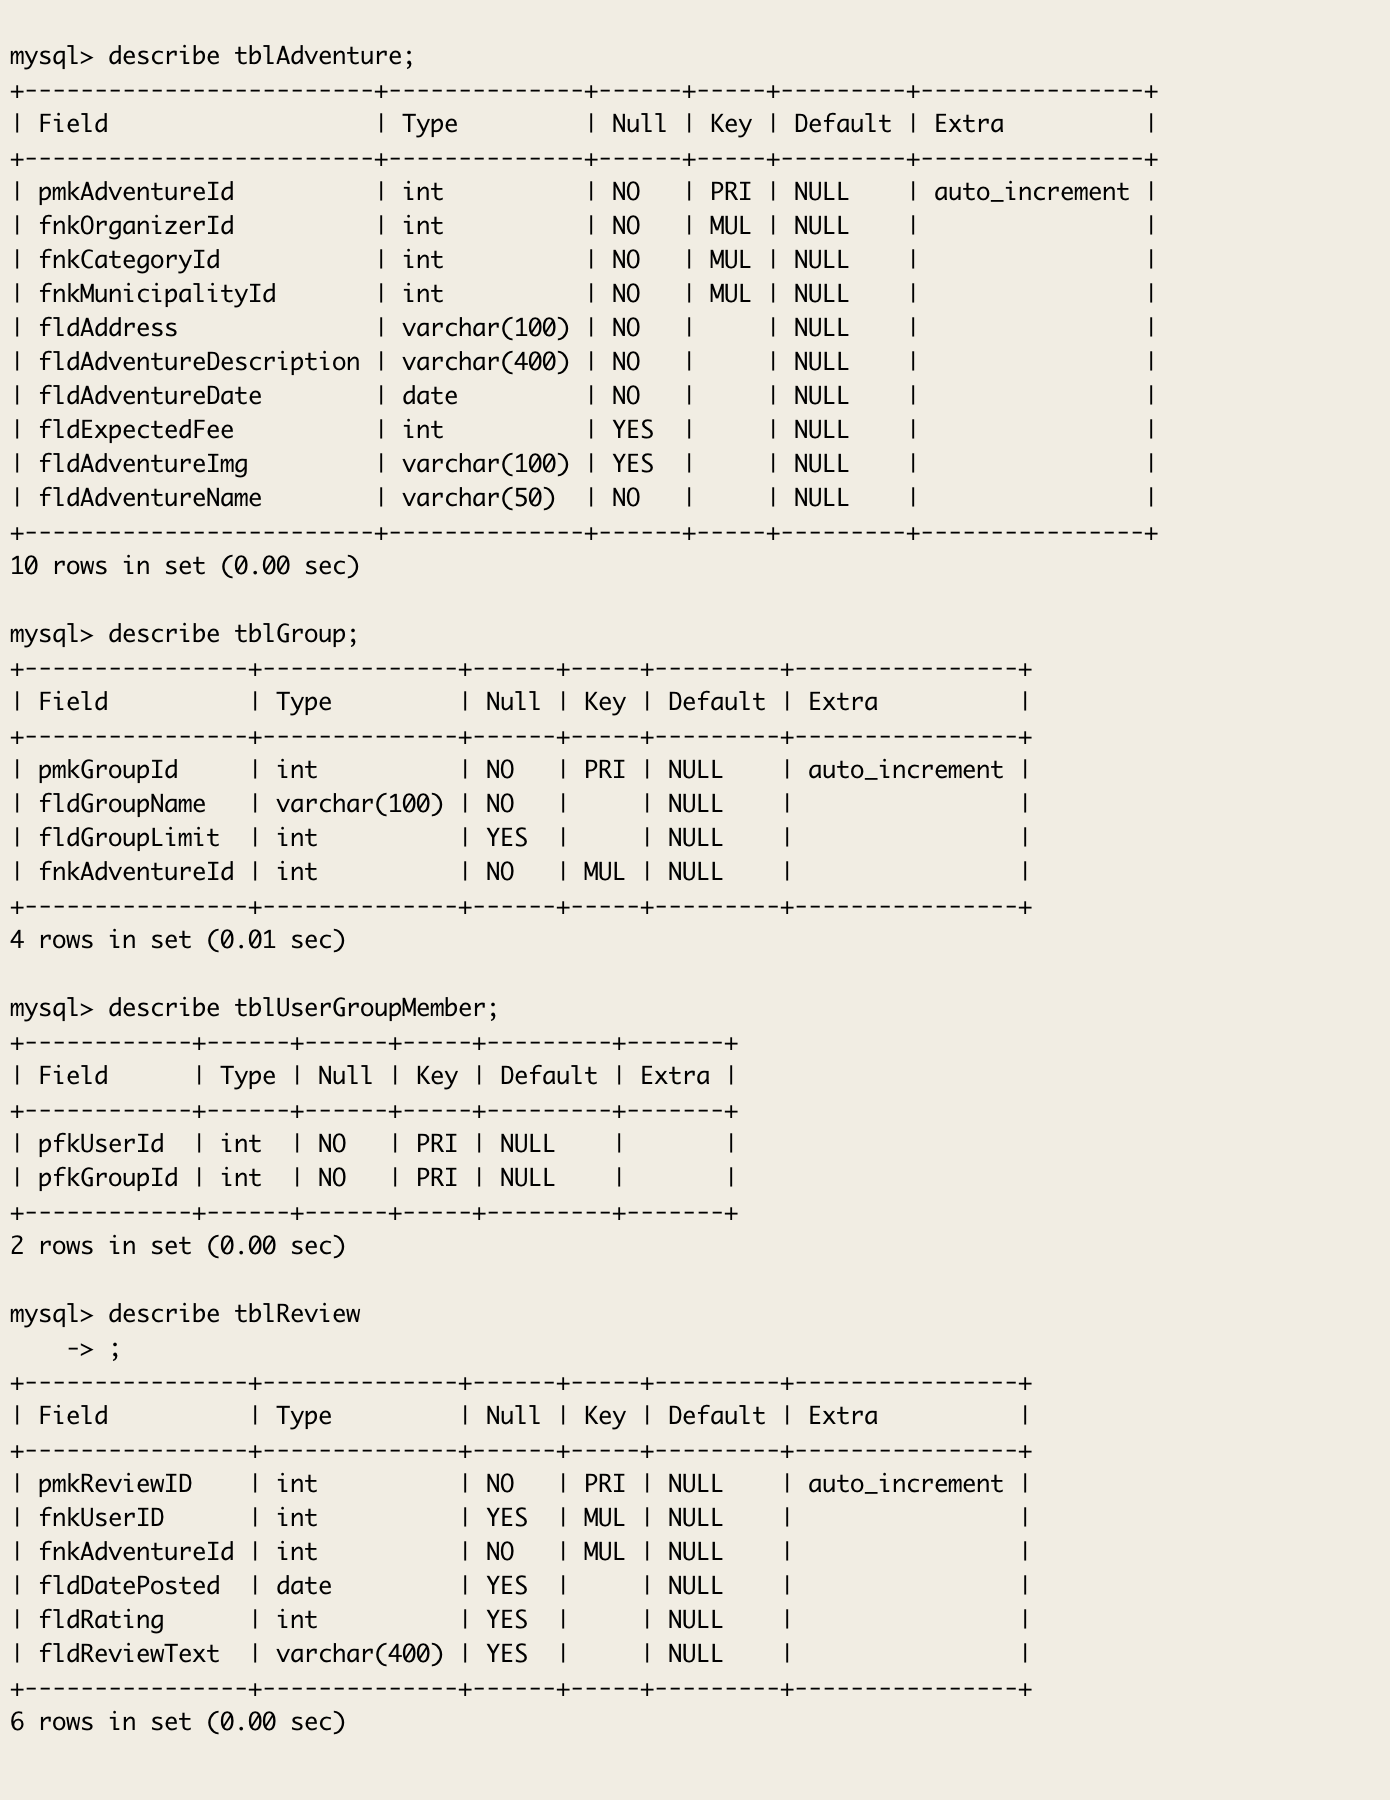 mysql> describe tblAdventure;
+-------------------------+--------------+------+-----+---------+----------------+
| Field                   | Type         | Null | Key | Default | Extra          |
+-------------------------+--------------+------+-----+---------+----------------+
| pmkAdventureId          | int          | NO   | PRI | NULL    | auto_increment |
| fnkOrganizerId          | int          | NO   | MUL | NULL    |                |
| fnkCategoryId           | int          | NO   | MUL | NULL    |                |
| fnkMunicipalityId       | int          | NO   | MUL | NULL    |                |
| fldAddress              | varchar(100) | NO   |     | NULL    |                |
| fldAdventureDescription | varchar(400) | NO   |     | NULL    |                |
| fldAdventureDate        | date         | NO   |     | NULL    |                |
| fldExpectedFee          | int          | YES  |     | NULL    |                |
| fldAdventureImg         | varchar(100) | YES  |     | NULL    |                |
| fldAdventureName        | varchar(50)  | NO   |     | NULL    |                |
+-------------------------+--------------+------+-----+---------+----------------+
10 rows in set (0.00 sec)

mysql> describe tblGroup;
+----------------+--------------+------+-----+---------+----------------+
| Field          | Type         | Null | Key | Default | Extra          |
+----------------+--------------+------+-----+---------+----------------+
| pmkGroupId     | int          | NO   | PRI | NULL    | auto_increment |
| fldGroupName   | varchar(100) | NO   |     | NULL    |                |
| fldGroupLimit  | int          | YES  |     | NULL    |                |
| fnkAdventureId | int          | NO   | MUL | NULL    |                |
+----------------+--------------+------+-----+---------+----------------+
4 rows in set (0.01 sec)

mysql> describe tblUserGroupMember;
+------------+------+------+-----+---------+-------+
| Field      | Type | Null | Key | Default | Extra |
+------------+------+------+-----+---------+-------+
| pfkUserId  | int  | NO   | PRI | NULL    |       |
| pfkGroupId | int  | NO   | PRI | NULL    |       |
+------------+------+------+-----+---------+-------+
2 rows in set (0.00 sec)

mysql> describe tblReview
    -> ;
+----------------+--------------+------+-----+---------+----------------+
| Field          | Type         | Null | Key | Default | Extra          |
+----------------+--------------+------+-----+---------+----------------+
| pmkReviewID    | int          | NO   | PRI | NULL    | auto_increment |
| fnkUserID      | int          | YES  | MUL | NULL    |                |
| fnkAdventureId | int          | NO   | MUL | NULL    |                |
| fldDatePosted  | date         | YES  |     | NULL    |                |
| fldRating      | int          | YES  |     | NULL    |                |
| fldReviewText  | varchar(400) | YES  |     | NULL    |                |
+----------------+--------------+------+-----+---------+----------------+
6 rows in set (0.00 sec)